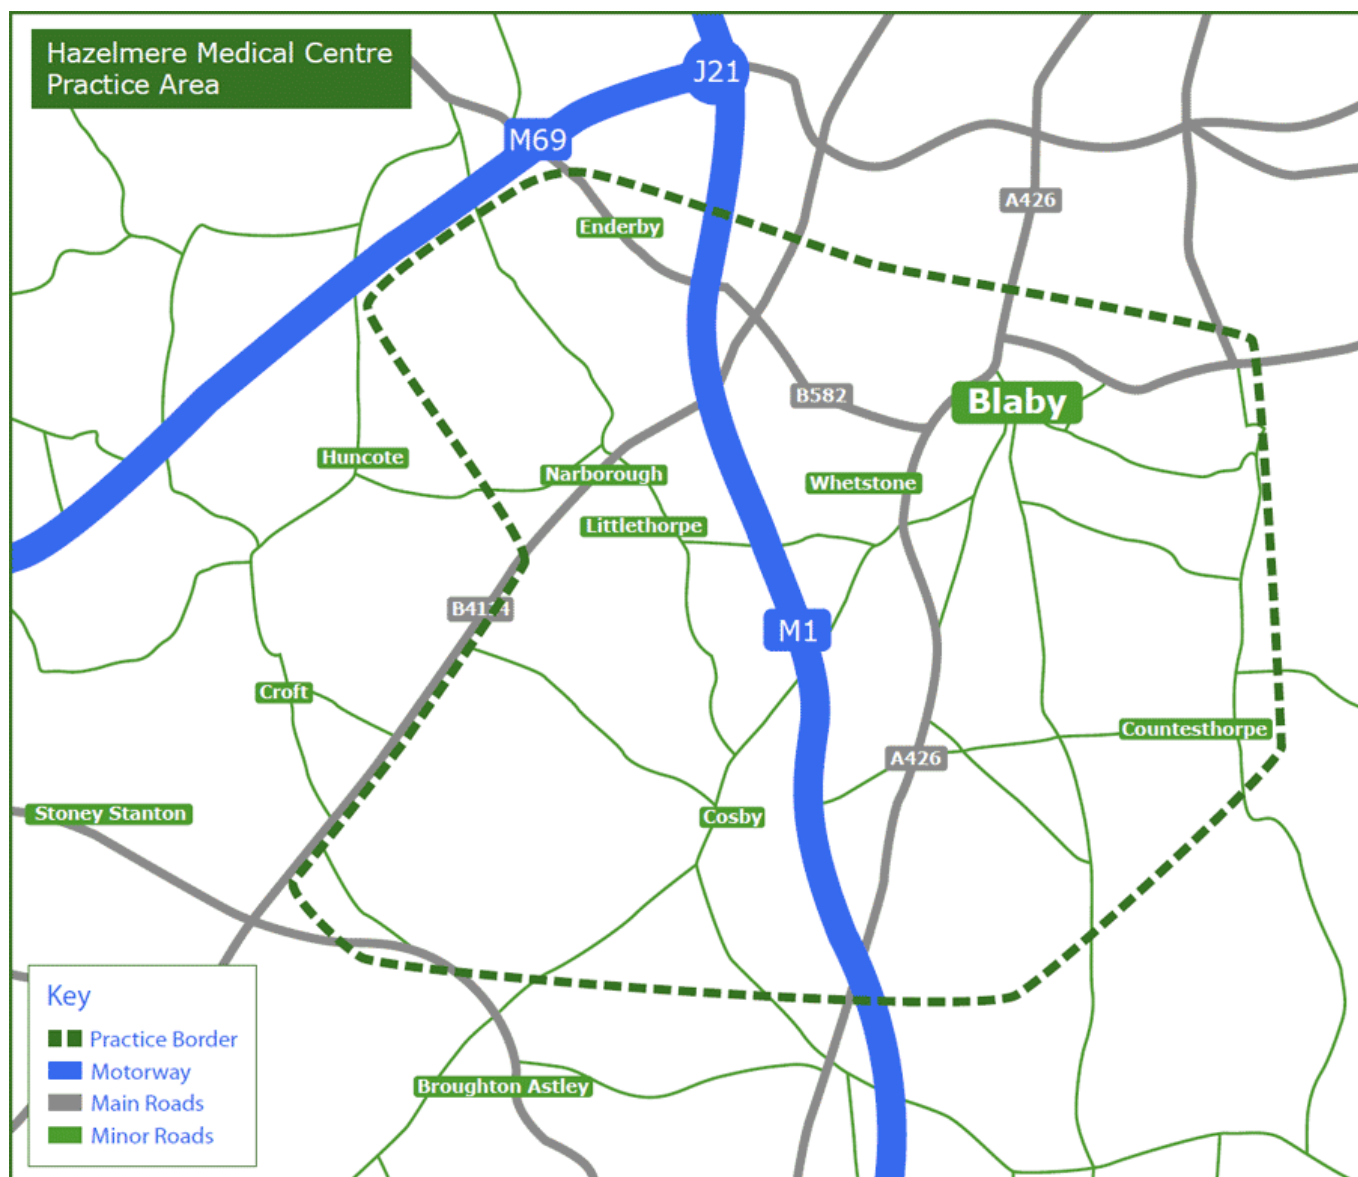 Hazelmere Medical Centre
Practice Area
J21
M69
A426
Enderby
B582
Blaby
Huncote
Narborough
Whetstone
Littlethorpe
M1
Croft
Countesthorpe
A426
Stoney Stanton
Cosby
Broughton Astley
Key
Practice Border
Motorway
Main Roads
Minor Roads